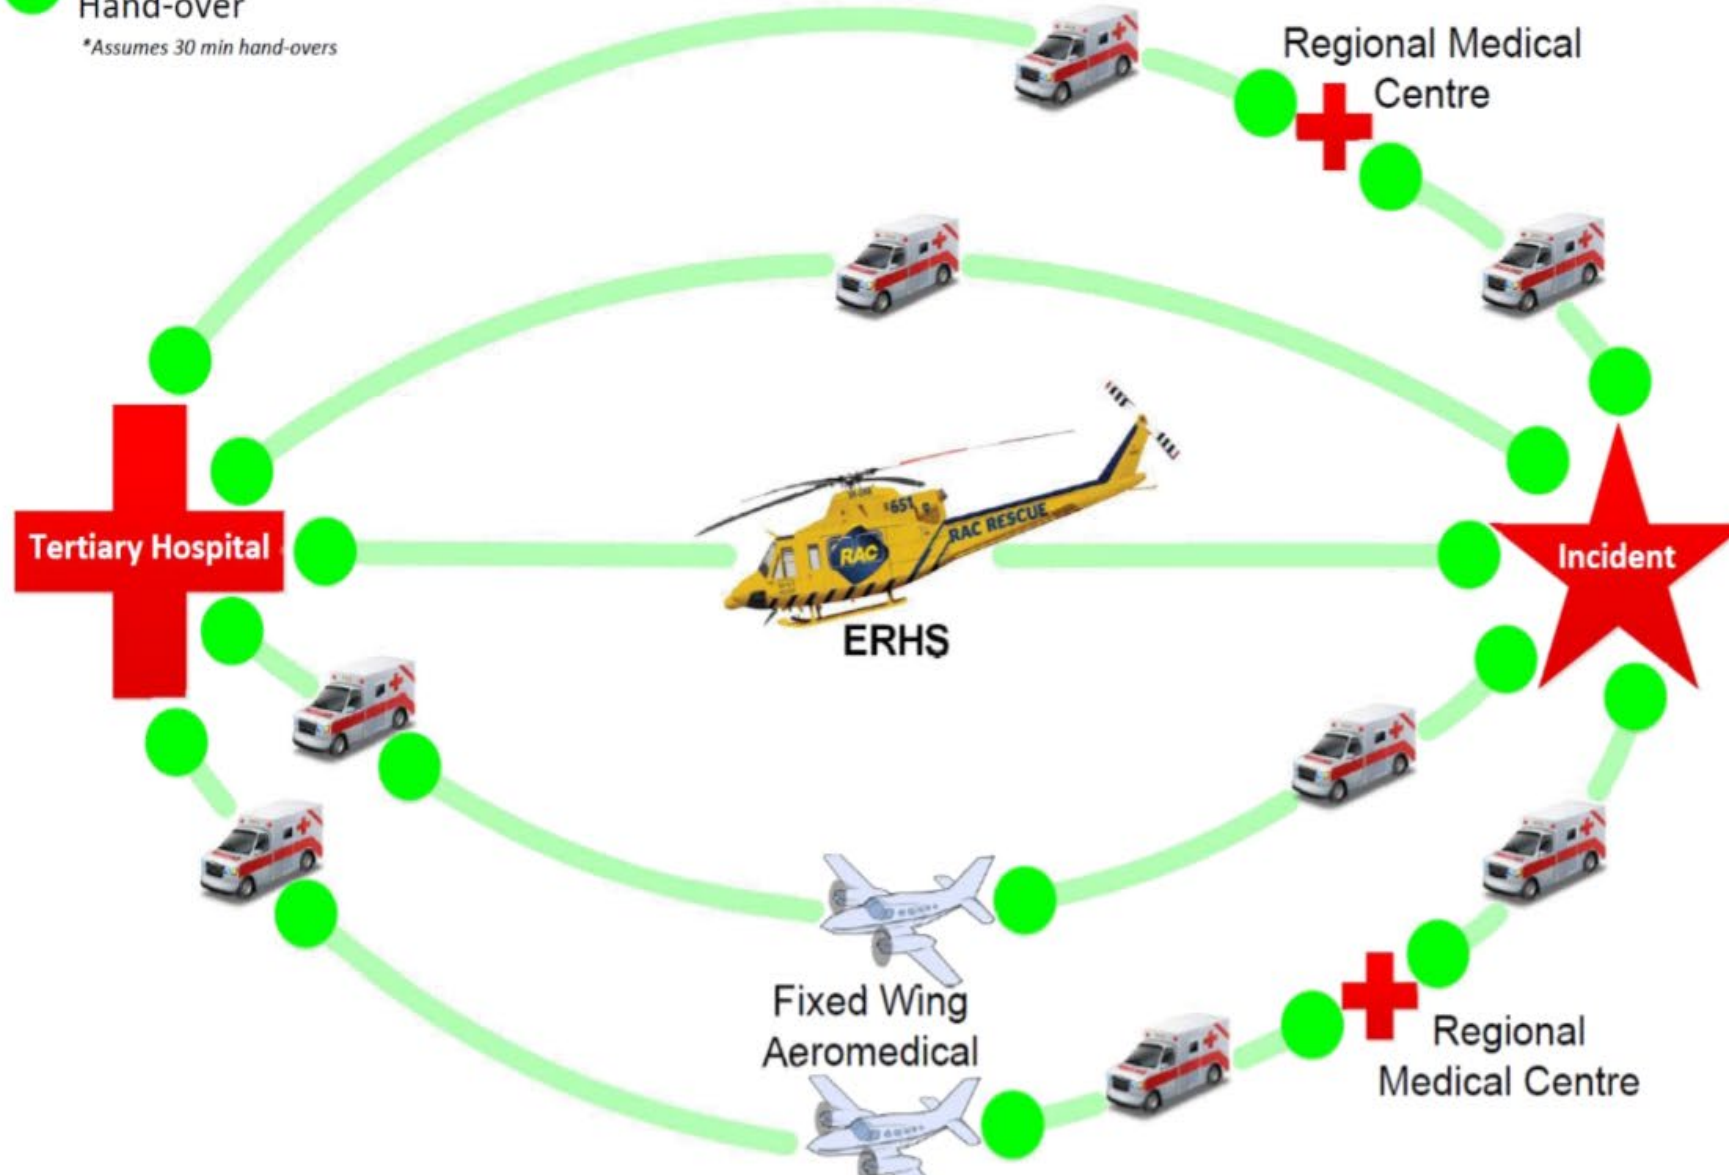 Hand-over
*Assumes 30 min hand-overs
Regional Medical
Centre
Tertiary Hospital
651
RAC RESCUE
RAC
Incident
ERHS
Fixed Wing
Aeromedical
Regional
Medical Centre